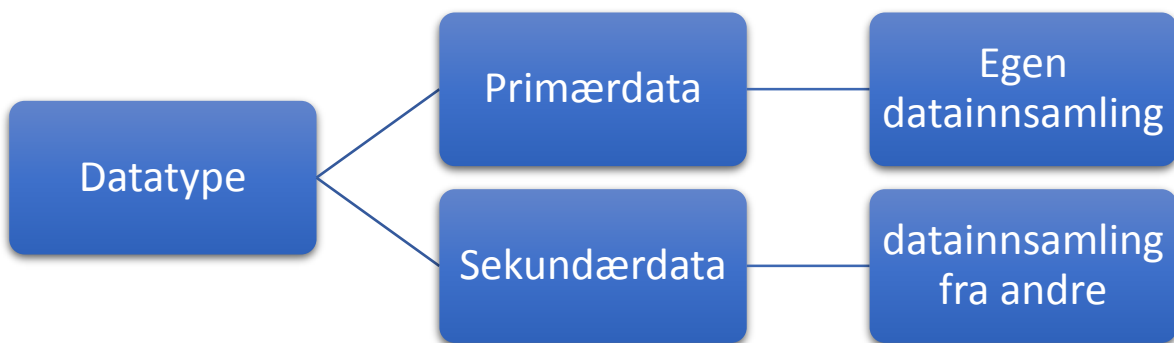 Datatype
Primærdata
Egen
datainnsamling
Sekundærdata
datainnsamling
fra andre